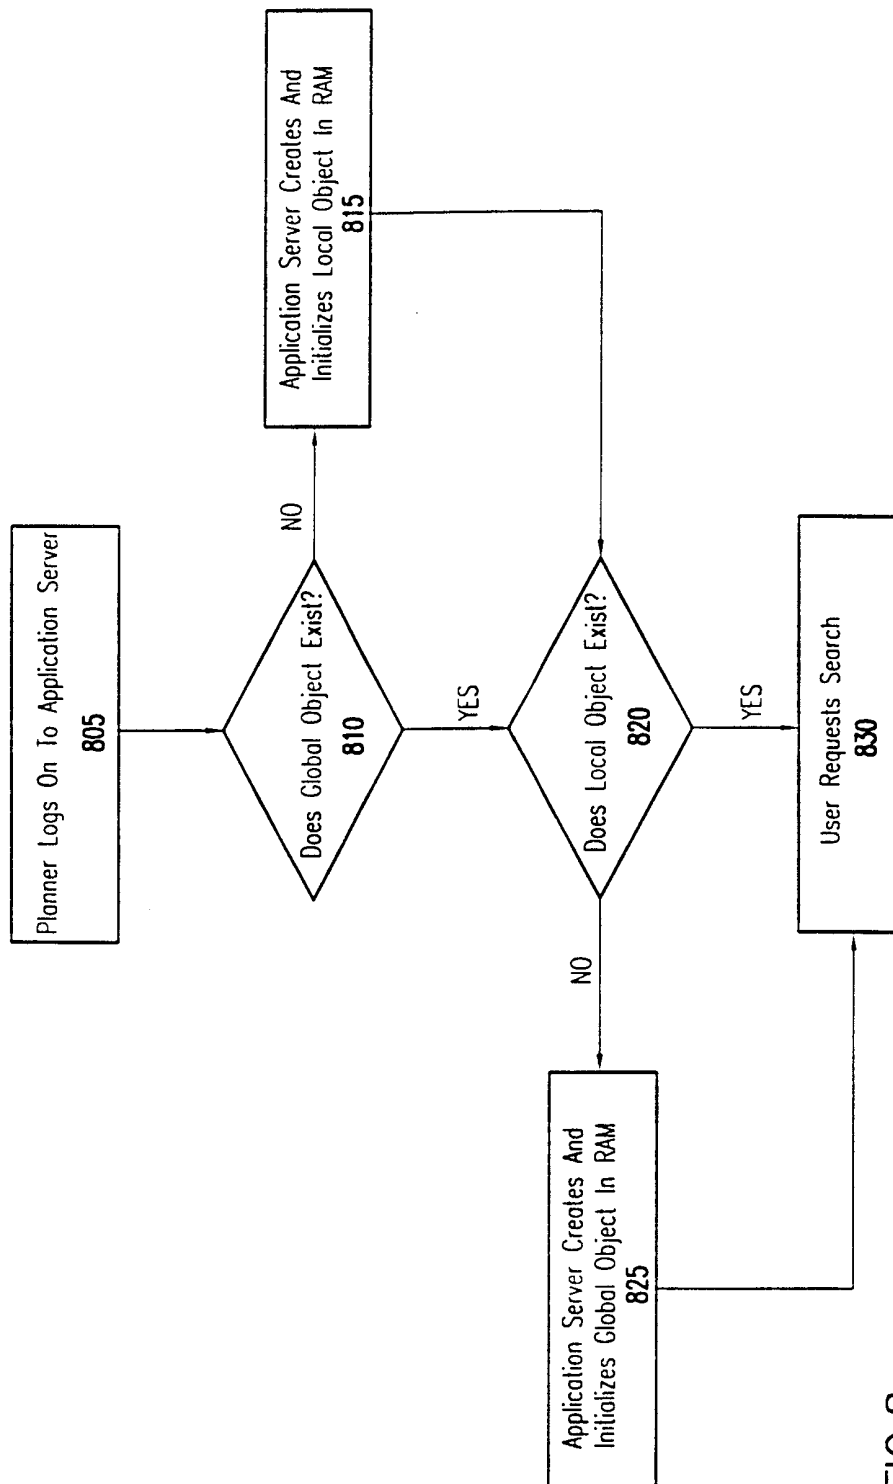 Planner Logs On To Application Server
805
Does Global Object Exist?
810
NO
YES
Application Server Creates And
Initializes Local Object In RAM
815
Does Local Object Exist?
820
NO
YES
Application Server Creates And
Initializes Global Object In RAM
825
User Requests Search
830